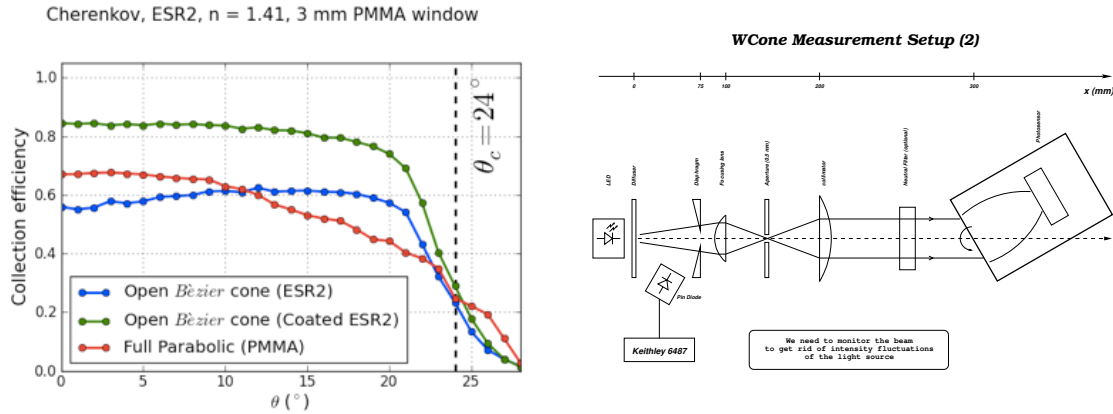 Cherenkov, ESR2, n = 1.41, 3 mm PMMA window
Collection efficiency
1.0
0.8
0.6
0.4
0.2
0.0
0
5
10
15
20
25
θ (°)
θc = 24°
Open Bèzier cone (ESR2)
Open Bèzier cone (Coated ESR2)
Full Parabolic (PMMA)
WCone Measurement Setup (2)
0
75
100
200
300
x (mm)
LED
Diffuser
Diaphragm
Focusing lens
Aperture (0.5 mm)
collimator
Neutral Filter (optional)
Photosensor
Pin Diode
Keithley 6487
We need to monitor the beam
to get rid of intensity fluctuations
of the light source